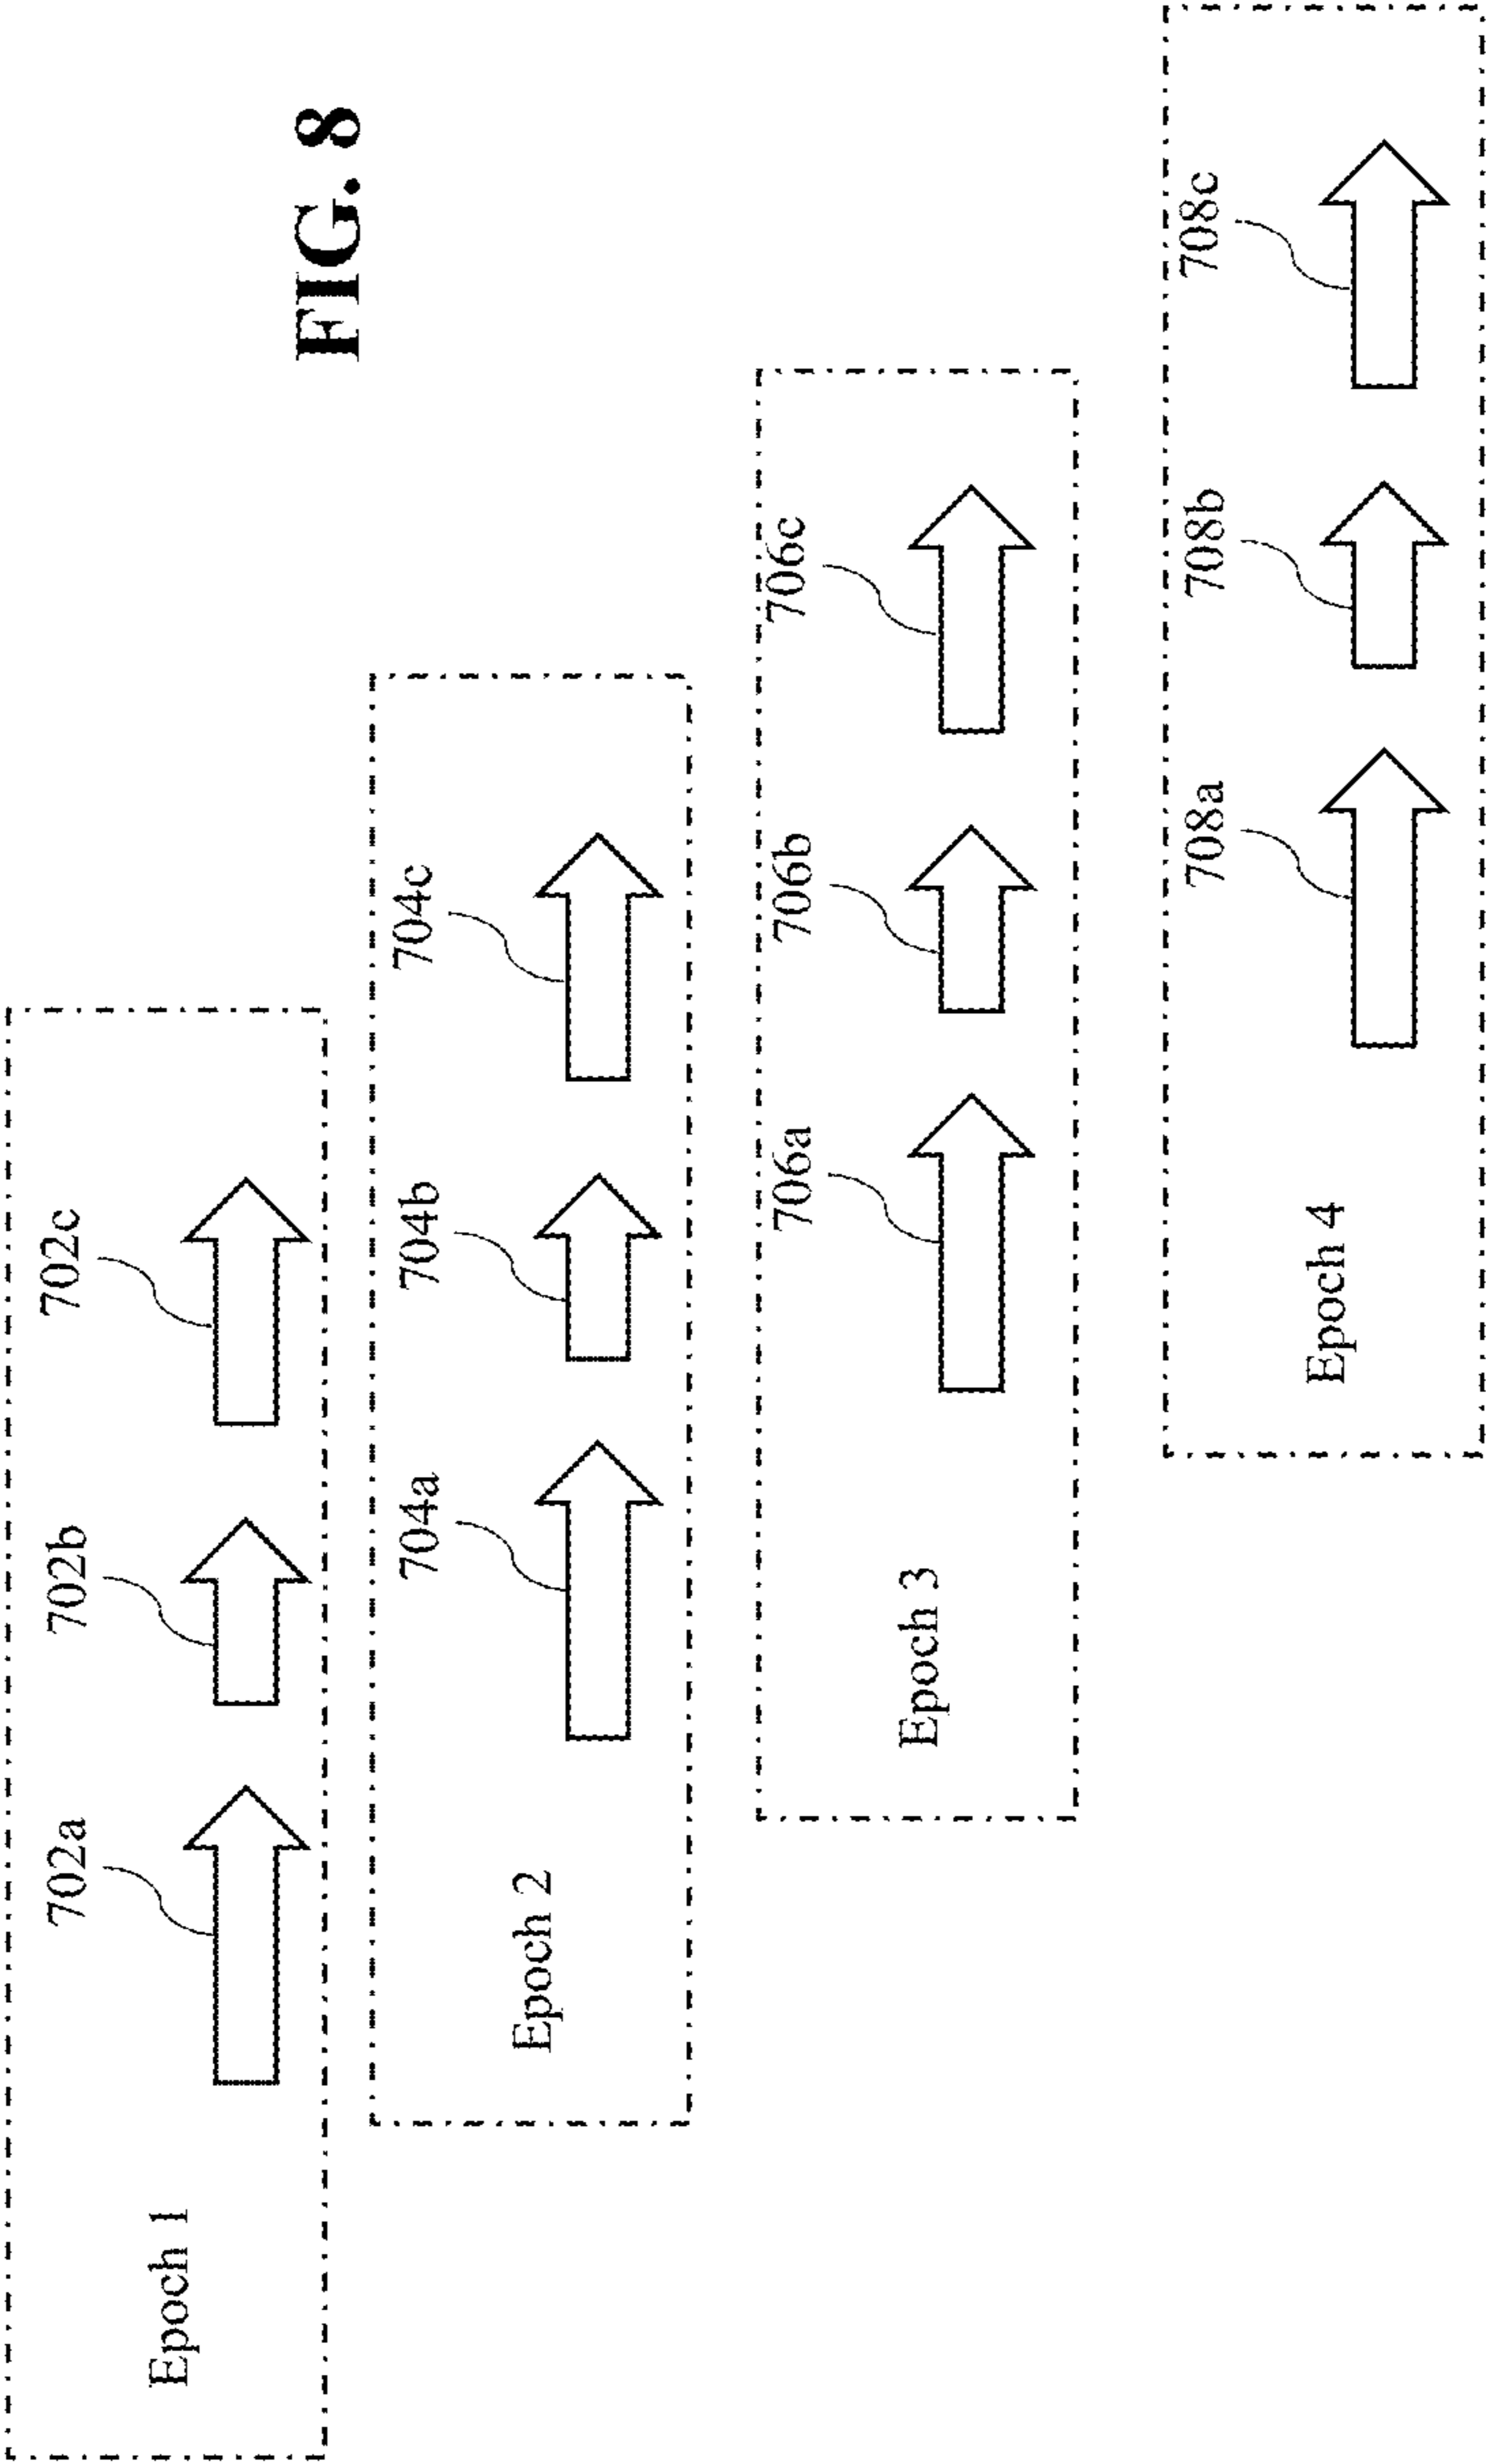 Epoch 1
702a
702b
702c
Epoch 2
704a
704b
704c
Epoch 3
706a
706b
706c
Epoch 4
708a
708b
708c
FIG. 8